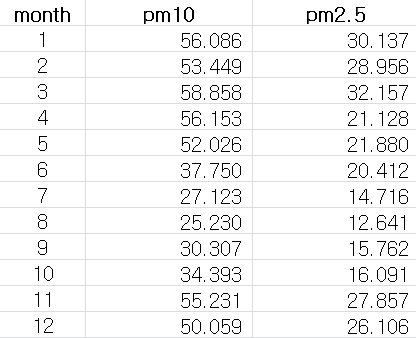 month pm10 pm2.5
1 56.086 30.137
2 53.449 28.956
3 58.858 32.157
4 56.153 21.128
5 52.026 21.880
6 37.750 20.412
7 27.123 14.716
8 25.230 12.641
9 30.307 15.762
10 34.393 16.091
11 55.231 27.857
12 50.059 26.106